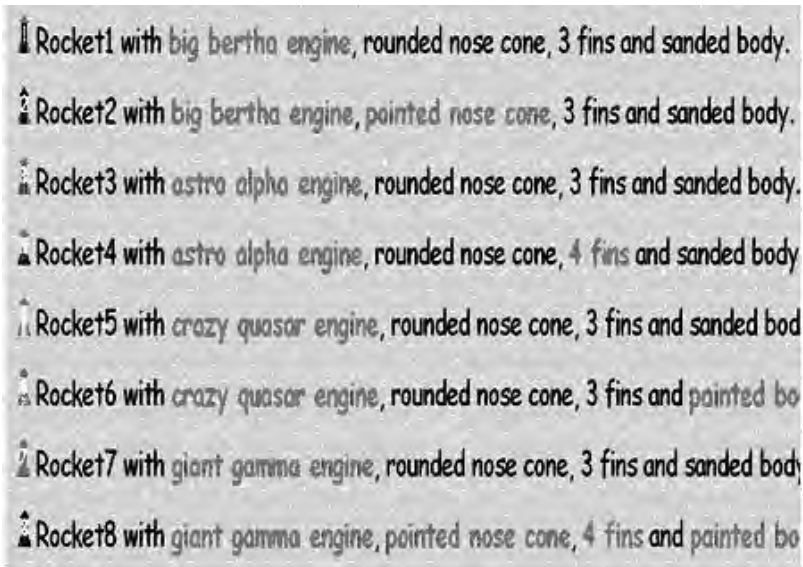 Rocket1 with big bertha engine, rounded nose cone, 3 fins and sanded body.
Rocket2 with big bertha engine, pointed nose cone, 3 fins and sanded body.
Rocket3 with astro alpha engine, rounded nose cone, 3 fins and sanded body.
Rocket4 with astro alpha engine, rounded nose cone, 4 fins and sanded body
Rocket5 with crazy quasar engine, rounded nose cone, 3 fins and sanded bod
Rocket6 with crazy quasar engine, rounded nose cone, 3 fins and painted bo
Rocket7 with giant gamma engine, rounded nose cone, 3 fins and sanded body
Rocket8 with giant gamma engine, pointed nose cone, 4 fins and painted bo